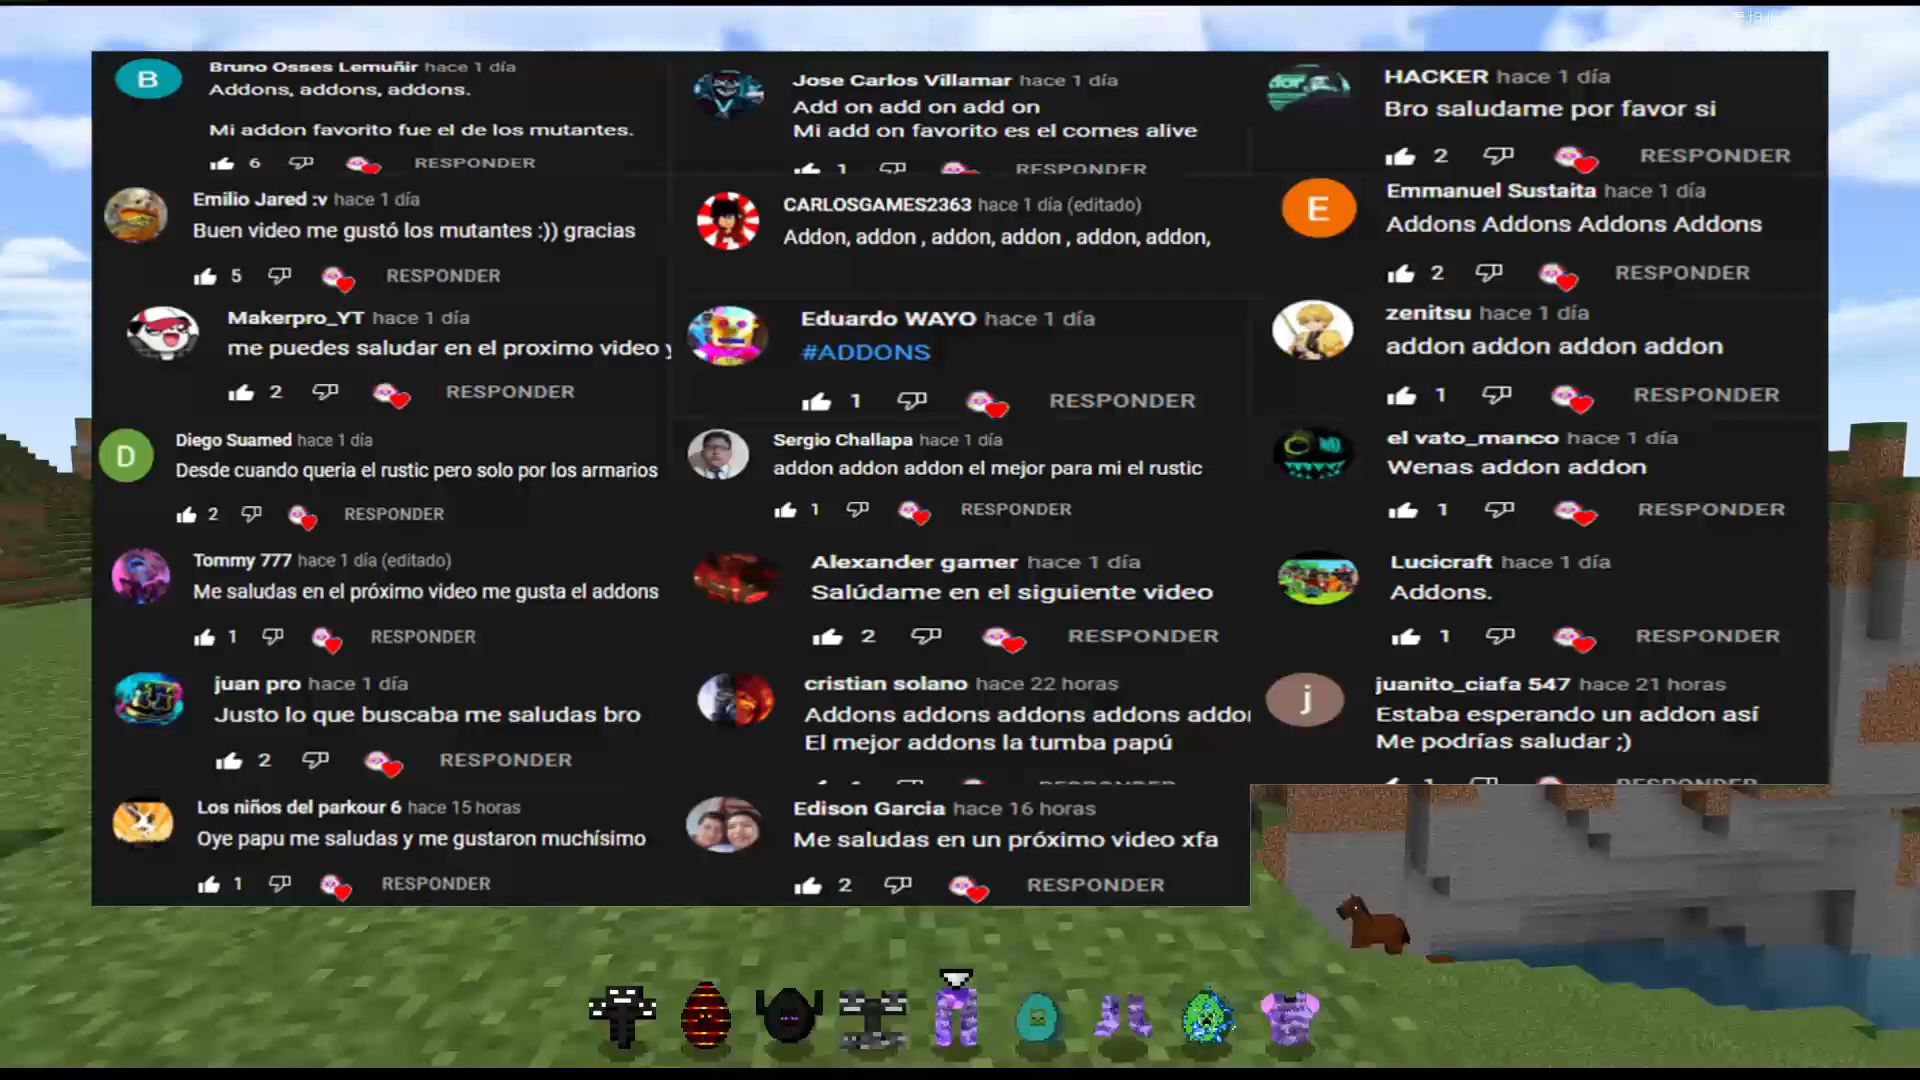 Bruno Osses Lemuñir hace 1 día
Addons, addons, addons.
Mi addon favorito fue el de los mutantes.
6 RESPONDER
Emilio Jared :v hace 1 día
Buen video me gustó los mutantes :)) gracias
5 RESPONDER
Makerpro_YT hace 1 día
me puedes saludar en el proximo video y
2 RESPONDER
Diego Suamed hace 1 día
Desde cuando queria el rustic pero solo por los armarios
2 RESPONDER
Tommy 777 hace 1 día (editado)
Me saludas en el próximo video me gusta el addons
1 RESPONDER
juan pro hace 1 día
Justo lo que buscaba me saludas bro
2 RESPONDER
Los niños del parkour 6 hace 15 horas
Oye papu me saludas y me gustaron muchísimo
1 RESPONDER
Jose Carlos Villamar hace 1 día
Add on add on add on
Mi add on favorito es el comes alive
1 RESPONDER
CARLOSGAMES2363 hace 1 día (editado)
Addon, addon , addon, addon , addon, addon,
Eduardo WAYO hace 1 día
#ADDONS
1 RESPONDER
Sergio Challapa hace 1 día
addon addon addon el mejor para mi el rustic
1 RESPONDER
Alexander gamer hace 1 día
Salúdame en el siguiente video
2 RESPONDER
cristian solano hace 22 horas
Addons addons addons addons addo
El mejor addons la tumba papú
RESPONDER
Edison Garcia hace 16 horas
Me saludas en un próximo video xfa
2 RESPONDER
HACKER hace 1 día
Bro saludame por favor si
2 RESPONDER
Emmanuel Sustaita hace 1 día
Addons Addons Addons Addons
2 RESPONDER
zenitsu hace 1 día
addon addon addon addon
1 RESPONDER
el vato_manco hace 1 día
Wenas addon addon
1 RESPONDER
Lucicraft hace 1 día
Addons.
1 RESPONDER
juanito_ciafa 547 hace 21 horas
Estaba esperando un addon así
Me podrías saludar ;)
1 RESPONDER